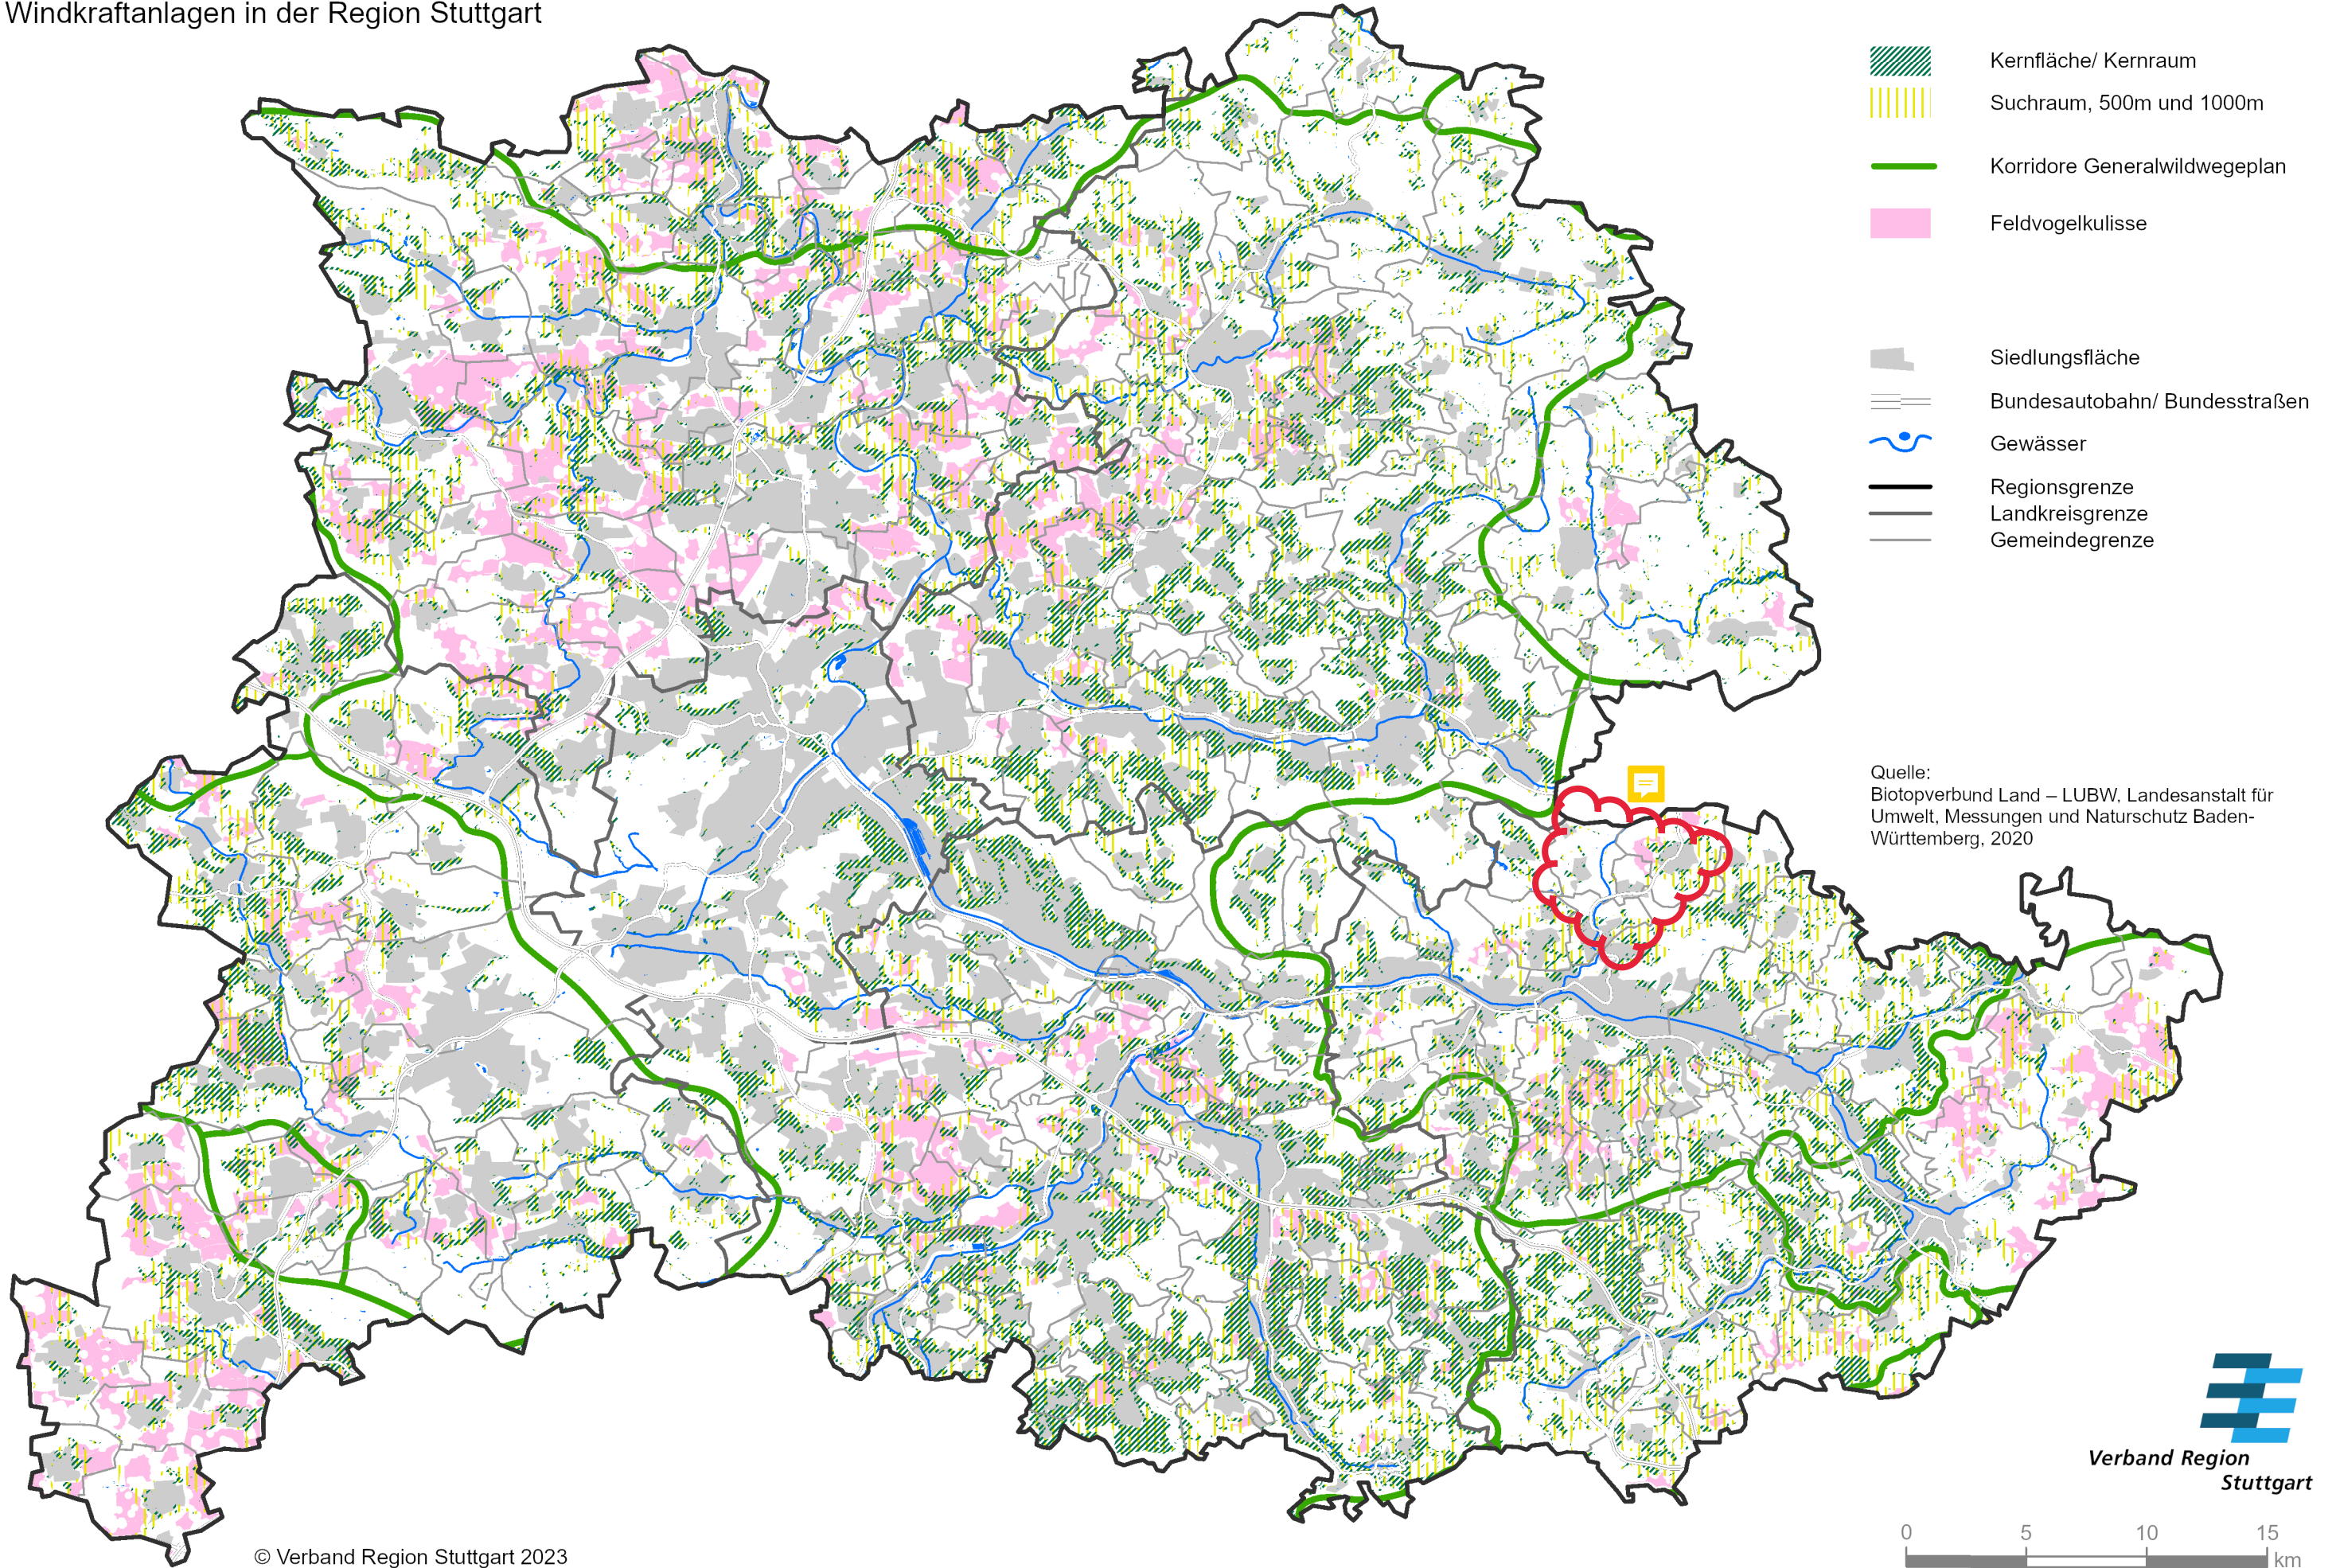 Windkraftanlagen in der Region Stuttgart
Kernfläche/ Kernraum
Suchraum, 500m und 1000m
Korridore Generalwildwegeplan
Feldvogelkulisse
Siedlungsfläche
Bundesautobahn/ Bundesstraßen
Gewässer
Regionsgrenze
Landkreisgrenze
Gemeindegrenze
Quelle:
Biotopverbund Land – LUBW, Landesanstalt für
Umwelt, Messungen und Naturschutz Baden-
Württemberg, 2020
Verband Region
Stuttgart
0 5 10 15
km
© Verband Region Stuttgart 2023